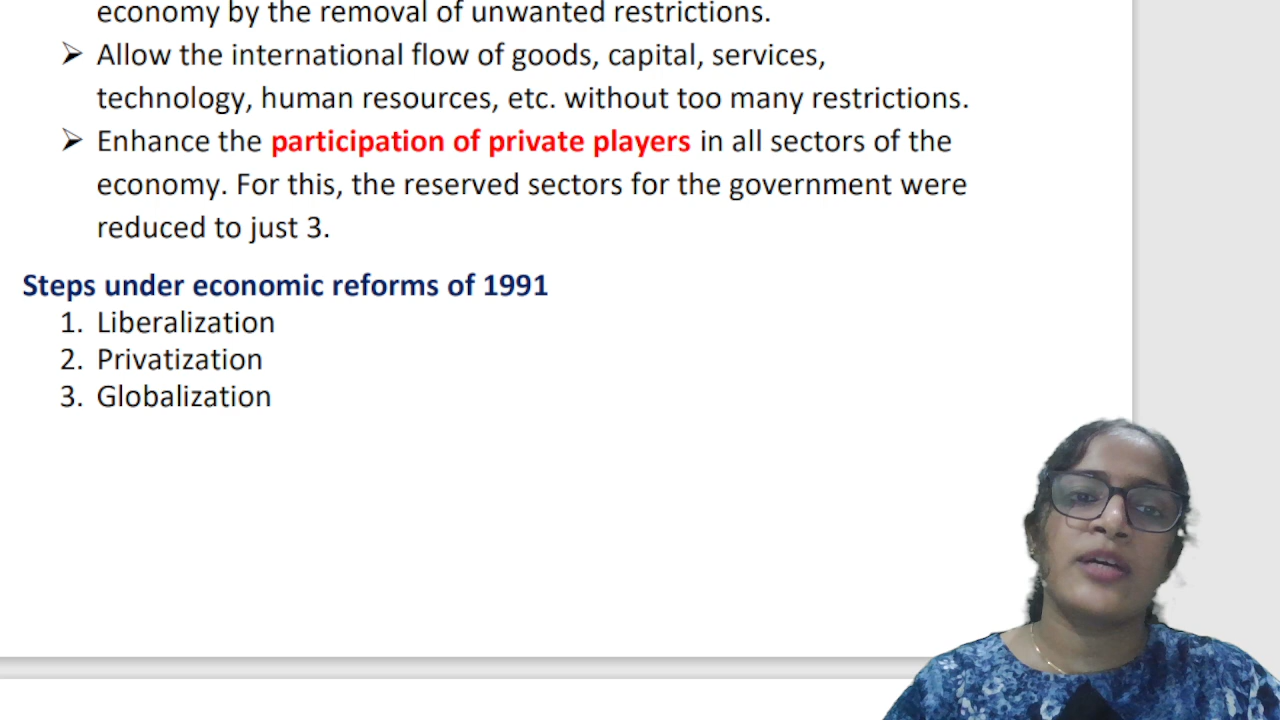 economy by the removal of unwanted restrictions.
➢ Allow the international flow of goods, capital, services,
technology, human resources, etc. without too many restrictions.
➢ Enhance the participation of private players in all sectors of the
economy. For this, the reserved sectors for the government were
reduced to just 3.
Steps under economic reforms of 1991
1. Liberalization
2. Privatization
3. Globalization